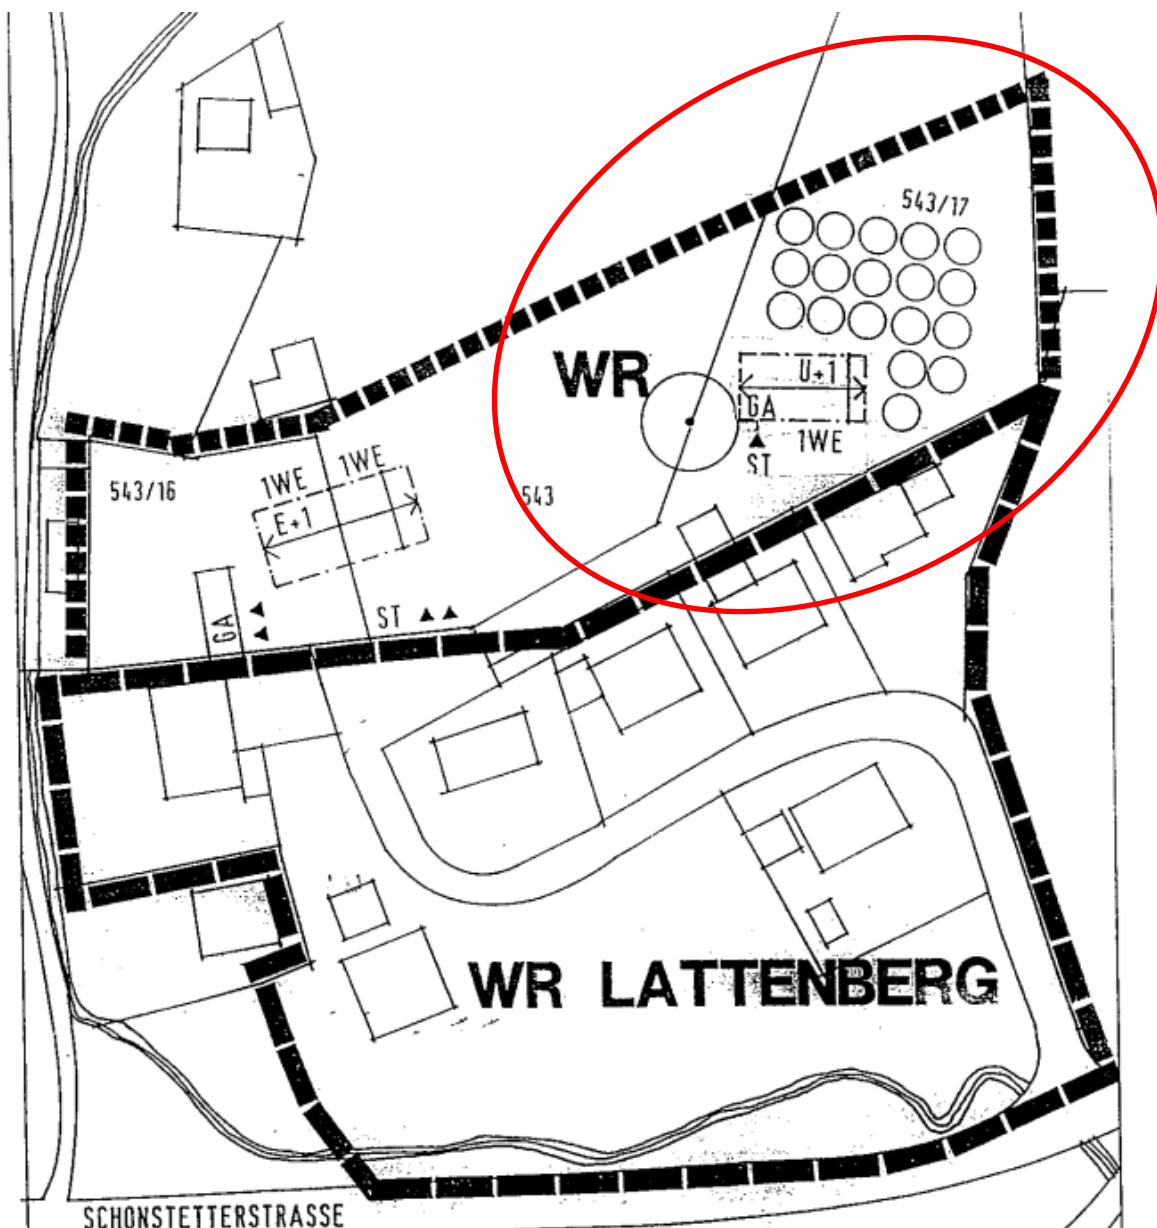 543/17
WR
U+1
GA
1WE
ST
1WE
1WE
543/16
E+1
543
GA
ST
WR LATTENBERG
SCHONSTETTERSTRASSE